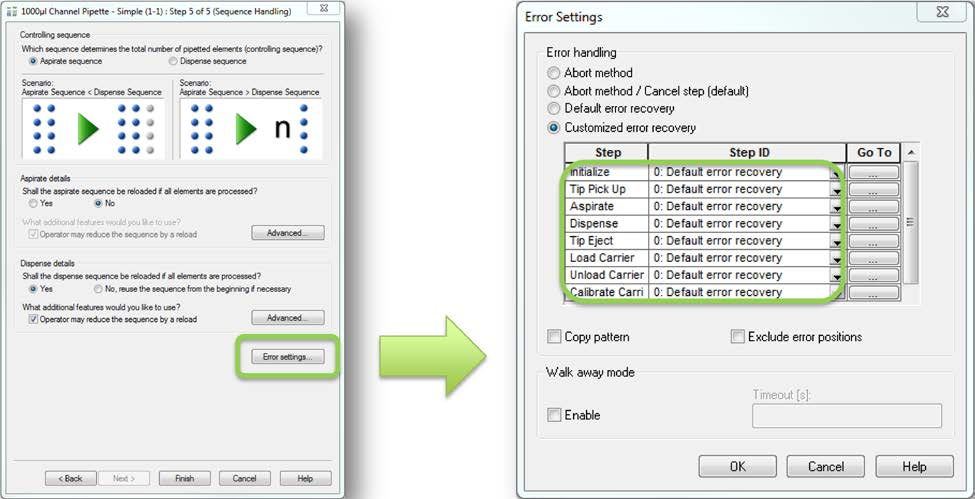 1000µl Channel Pipette - Simple (1-1) : Step 5 of 5 (Sequence Handling)
Controlling sequence
Which sequence determines the total number of pipetted elements (controlling sequence)?
Aspirate sequence
Dispense sequence
Scenario:
Aspirate Sequence < Dispense Sequence
Scenario:
Aspirate Sequence > Dispense Sequence
n
Aspirate details
Shall the aspirate sequence be reloaded if all elements are processed?
Yes
No
What additional features would you like to use?
Operator may reduce the sequence by a reload
Advanced...
Dispense details
Shall the dispense sequence be reloaded if all elements are processed?
Yes
No, reuse the sequence from the beginning if necessary
What additional features would you like to use?
Operator may reduce the sequence by a reload
Advanced...
Error settings...
< Back
Next >
Finish
Cancel
Help
Error Settings
Error handling
Abort method
Abort method / Cancel step (default)
Default error recovery
Customized error recovery
Step Step ID Go To
Initialize 0: Default error recovery ...
Tip Pick Up 0: Default error recovery ...
Aspirate 0: Default error recovery ...
Dispense 0: Default error recovery ...
Tip Eject 0: Default error recovery ...
Load Carrier 0: Default error recovery ...
Unload Carrier 0: Default error recovery ...
Calibrate Carri 0: Default error recovery ...
Copy pattern
Exclude error positions
Walk away mode
Timeout [s]:
Enable
OK
Cancel
Help